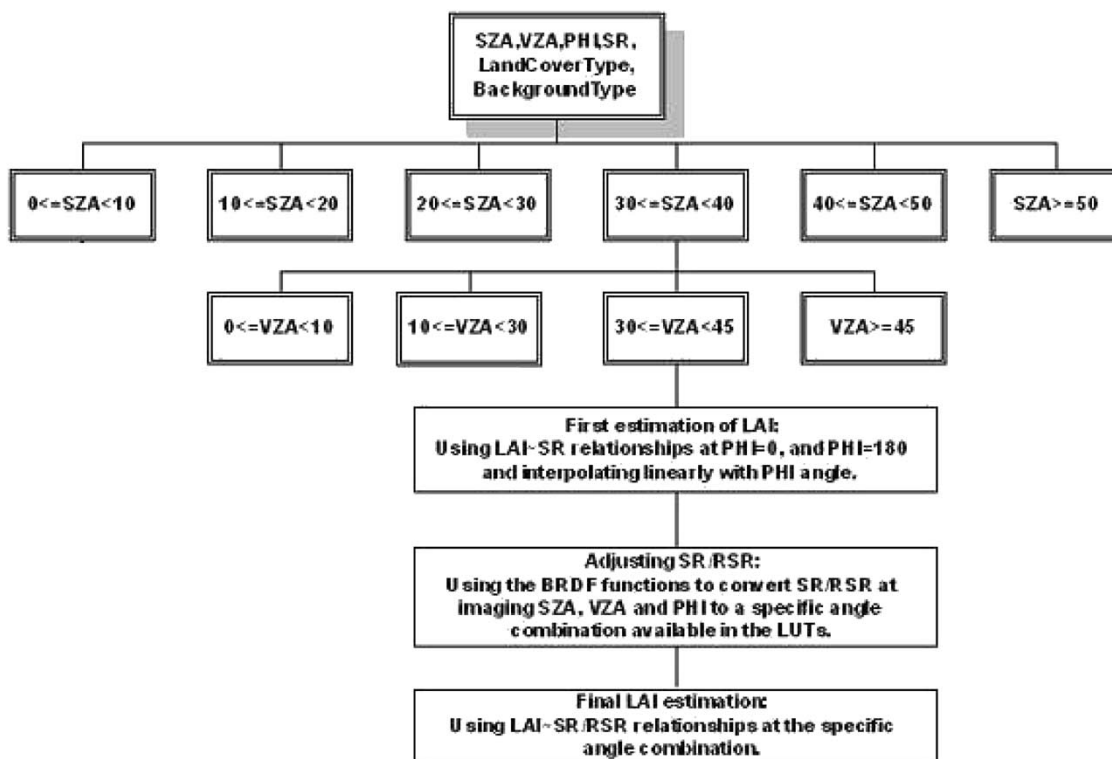 SZA,VZA,PHI,SR,
LandCoverType,
BackgroundType
0<=SZA<10
10<=SZA<20
20<=SZA<30
30<=SZA<40
40<=SZA<50
SZA>=50
0<=VZA<10
10<=VZA<30
30<=VZA<45
VZA>=45
First estimation of LAI:
Using LAI~SR relationships at PHI=0, and PHI=180
and interpolating linearly with PHI angle.
Adjusting SR/RSR:
Using the BRDF functions to convert SR/RSR at
imaging SZA, VZA and PHI to a specific angle
combination available in the LUTs.
Final LAI estimation:
Using LAI~SR/RSR relationships at the specific
angle combination.